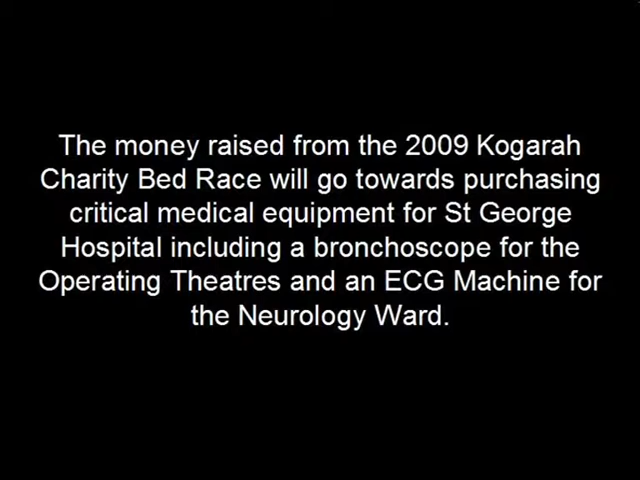 The money raised from the 2009 Kogarah
Charity Bed Race will go towards purchasing
critical medical equipment for St George
Hospital including a bronchoscope for the
Operating Theatres and an ECG Machine for
the Neurology Ward.